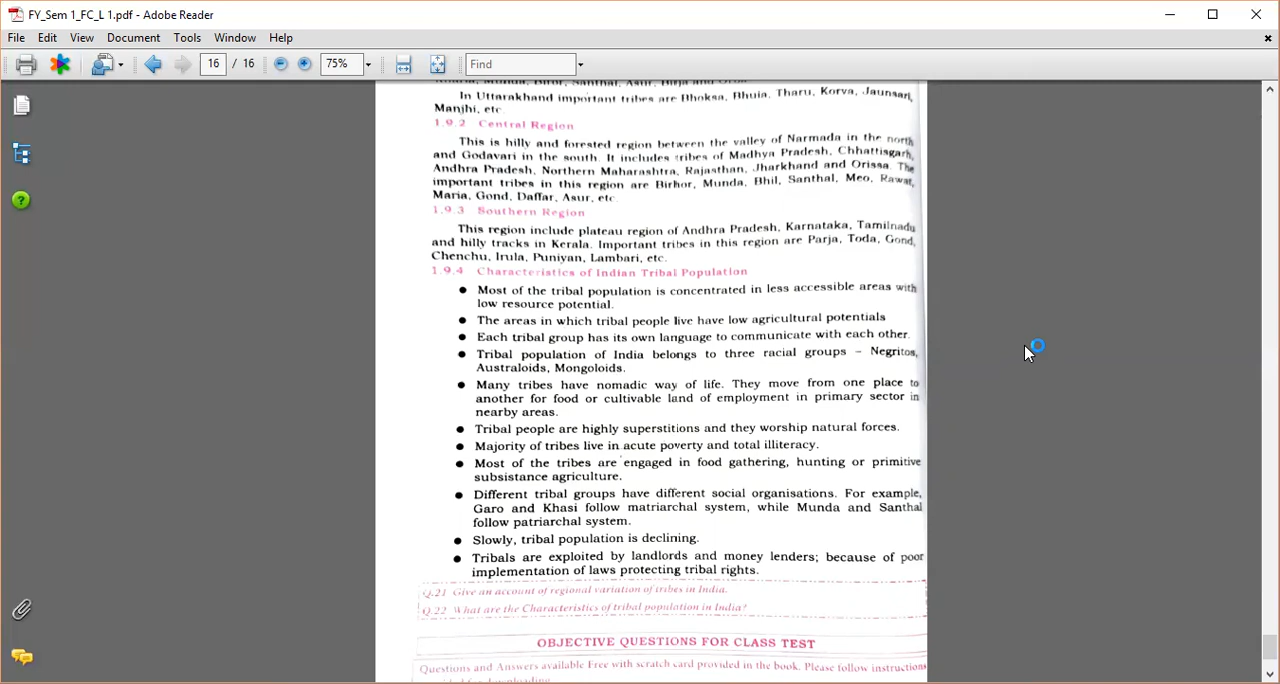 FY_Sem 1_FC_L 1.pdf - Adobe Reader
File Edit View Document Tools Window Help
16 / 16 75% Find
In Uttarakhand important tribes are Bhoksa, Bhuia, Tharu, Korva, Jaunsari,
Manjhi, etc
1.9.2 Central Region
This is hilly and forested region between the valley of Narmada in the north
and Godavari in the south. It includes tribes of Madhya Pradesh, Chhattisgarh,
Andhra Pradesh, Northern Maharashtra, Rajasthan, Jharkhand and Orissa. The
important tribes in this region are Birhor, Munda, Bhil, Santhal, Meo, Rawat,
Maria, Gond, Daffar, Asur, etc.
1.9.3 Southern Region
This region include plateau region of Andhra Pradesh, Karnataka, Tamilnadu
and hilly tracks in Kerala. Important tribes in this region are Parja, Toda, Gond,
Chenchu, Irula, Puniyan, Lambari, etc.
1.9.4 Characteristics of Indian Tribal Population
● Most of the tribal population is concentrated in less accessible areas with
low resource potential.
● The areas in which tribal people live have low agricultural potentials
● Each tribal group has its own language to communicate with each other.
● Tribal population of India belongs to three racial groups – Negritos,
Australoids, Mongoloids.
● Many tribes have nomadic way of life. They move from one place to
another for food or cultivable land of employment in primary sector in
nearby areas.
● Tribal people are highly superstitions and they worship natural forces.
● Majority of tribes live in acute poverty and total illiteracy.
● Most of the tribes are engaged in food gathering, hunting or primitive
subsistance agriculture.
● Different tribal groups have different social organisations. For example,
Garo and Khasi follow matriarchal system, while Munda and Santhal
follow patriarchal system.
● Slowly, tribal population is declining.
● Tribals are exploited by landlords and money lenders; because of poor
implementation of laws protecting tribal rights.
Q.21 Give an account of regional variation of tribes in India.
Q.22 What are the Characteristics of tribal population in India?
OBJECTIVE QUESTIONS FOR CLASS TEST
Questions and Answers available Free with scratch card provided in the book. Please follow instructions